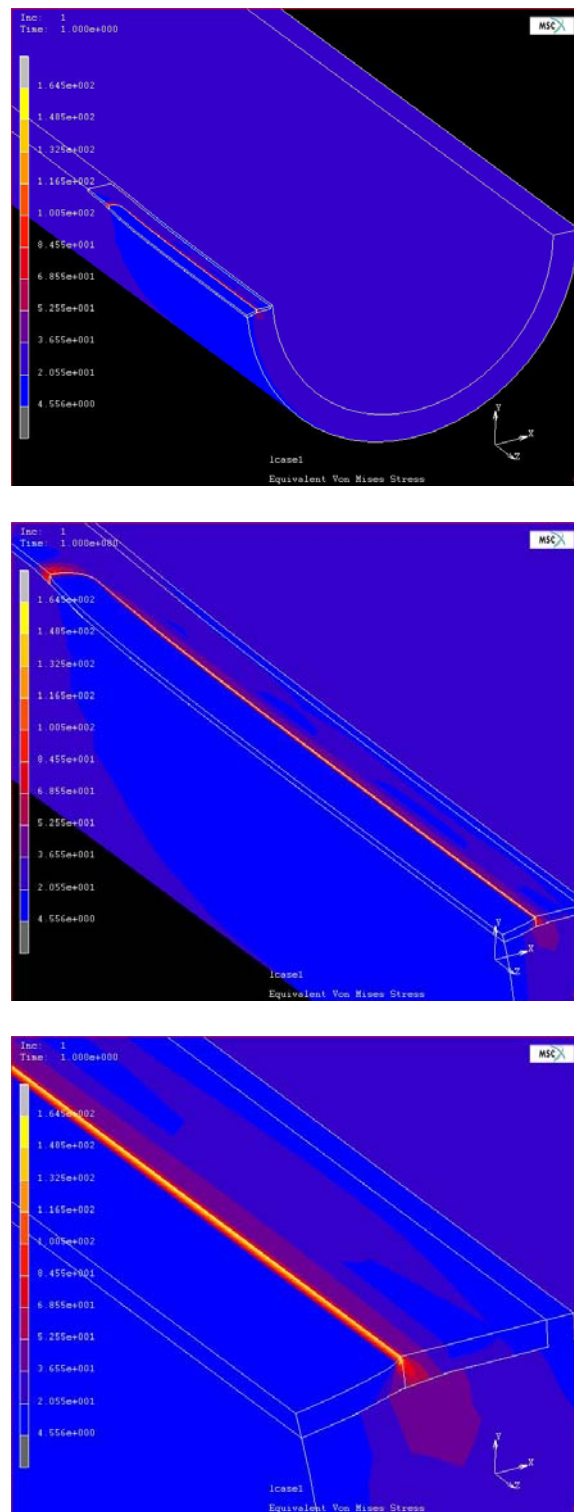 Inc: 1
Time: 1.000e+000
MSC
1.645e+002
1.485e+002
1.325e+002
1.165e+002
1.005e+002
8.455e+001
6.855e+001
5.255e+001
3.655e+001
2.055e+001
4.556e+000
Y
X
Z
lcase1
Equivalent Von Mises Stress
Inc: 1
Time: 1.000e+000
MSC
1.645e+002
1.485e+002
1.325e+002
1.165e+002
1.005e+002
8.455e+001
6.855e+001
5.255e+001
3.655e+001
2.055e+001
4.556e+000
Y
X
Z
lcase1
Equivalent Von Mises Stress
Inc: 1
Time: 1.000e+000
MSC
1.645e+002
1.485e+002
1.325e+002
1.165e+002
1.005e+002
8.455e+001
6.855e+001
5.255e+001
3.655e+001
2.055e+001
4.556e+000
Y
X
Z
lcase1
Equivalent Von Mises Stress